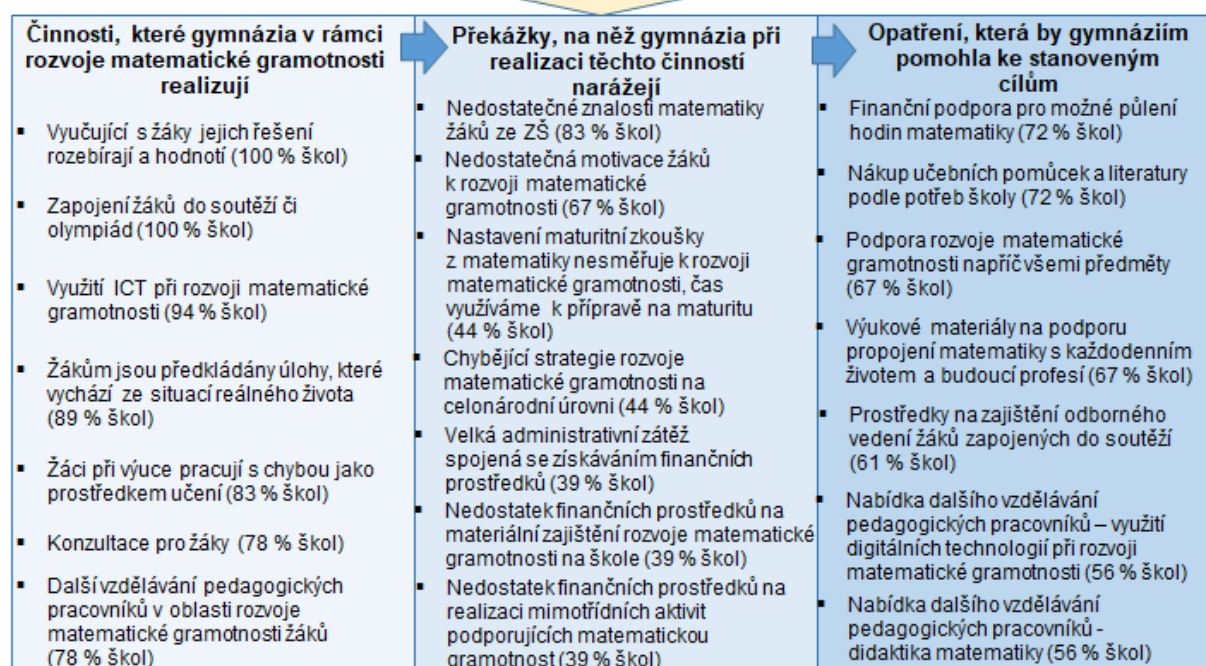 Činnosti, které gymnázia v rámci
rozvoje matematické gramotnosti
realizují
▪ Vyučující s žáky jejich řešení
rozebírají a hodnotí (100 % škol)
▪ Zapojení žáků do soutěží či
olympiád (100 % škol)
▪ Využití ICT při rozvoji matematické
gramotnosti (94 % škol)
▪ Žákům jsou předkládány úlohy, které
vychází ze situací reálného života
(89 % škol)
▪ Žáci při výuce pracují s chybou jako
prostředkem učení (83 % škol)
▪ Konzultace pro žáky (78 % škol)
▪ Další vzdělávání pedagogických
pracovníků v oblasti rozvoje
matematické gramotnosti žáků
(78 % škol)
Překážky, na něž gymnázia při
realizaci těchto činností
narážejí
▪ Nedostatečné znalosti matematiky
žáků ze ZŠ (83 % škol)
▪ Nedostatečná motivace žáků
k rozvoji matematické
gramotnosti (67 % škol)
▪ Nastavení maturitní zkoušky
z matematiky nesměřuje k rozvoji
matematické gramotnosti, čas
využíváme k přípravě na maturitu
(44 % škol)
▪ Chybějící strategie rozvoje
matematické gramotnosti na
celonárodní úrovni (44 % škol)
▪ Velká administrativní zátěž
spojená se získáváním finančních
prostředků (39 % škol)
▪ Nedostatek finančních prostředků na
materiální zajištění rozvoje matematické
gramotnosti na škole (39 % škol)
▪ Nedostatek finančních prostředků na
realizaci mimotřídních aktivit
podporujících matematickou
gramotnost (39 % škol)
Opatření, která by gymnáziím
pomohla ke stanoveným
cílům
▪ Finanční podpora pro možné půlení
hodin matematiky (72 % škol)
▪ Nákup učebních pomůcek a literatury
podle potřeb školy (72 % škol)
▪ Podpora rozvoje matematické
gramotnosti napříč všemi předměty
(67 % škol)
▪ Výukové materiály na podporu
propojení matematiky s každodenním
životem a budoucí profesí (67 % škol)
▪ Prostředky na zajištění odborného
vedení žáků zapojených do soutěží
(61 % škol)
▪ Nabídka dalšího vzdělávání
pedagogických pracovníků – využití
digitálních technologií při rozvoji
matematické gramotnosti (56 % škol)
▪ Nabídka dalšího vzdělávání
pedagogických pracovníků -
didaktika matematiky (56 % škol)